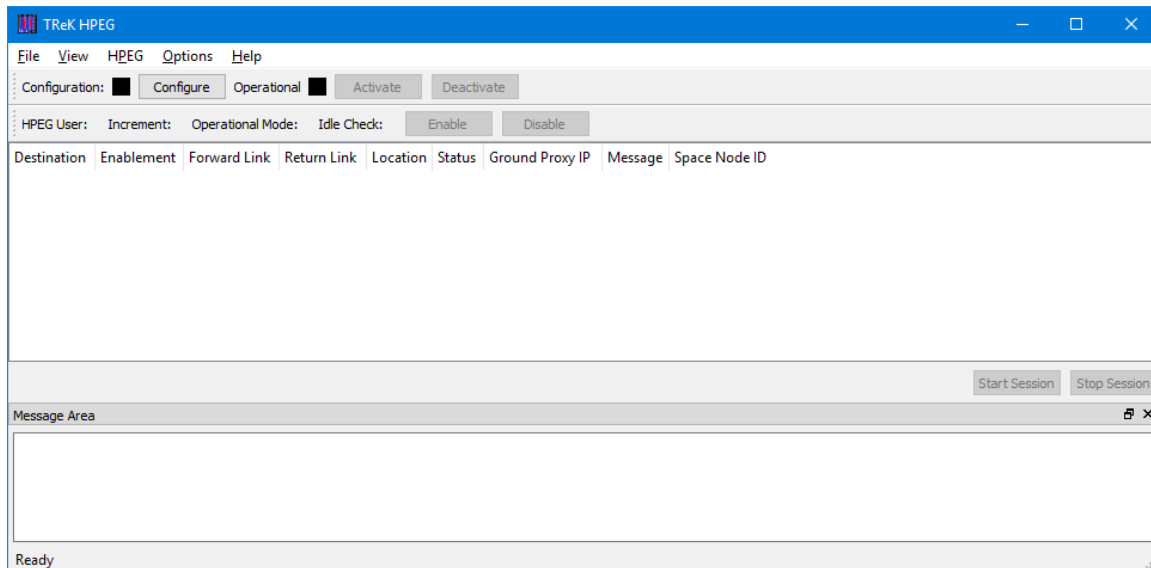 TReK HPEG
File View HPEG Options Help
Configuration: Configure Operational Activate Deactivate
HPEG User: Increment: Operational Mode: Idle Check: Enable Disable
Destination Enablement Forward Link Return Link Location Status Ground Proxy IP Message Space Node ID
Start Session Stop Session
Message Area
Ready